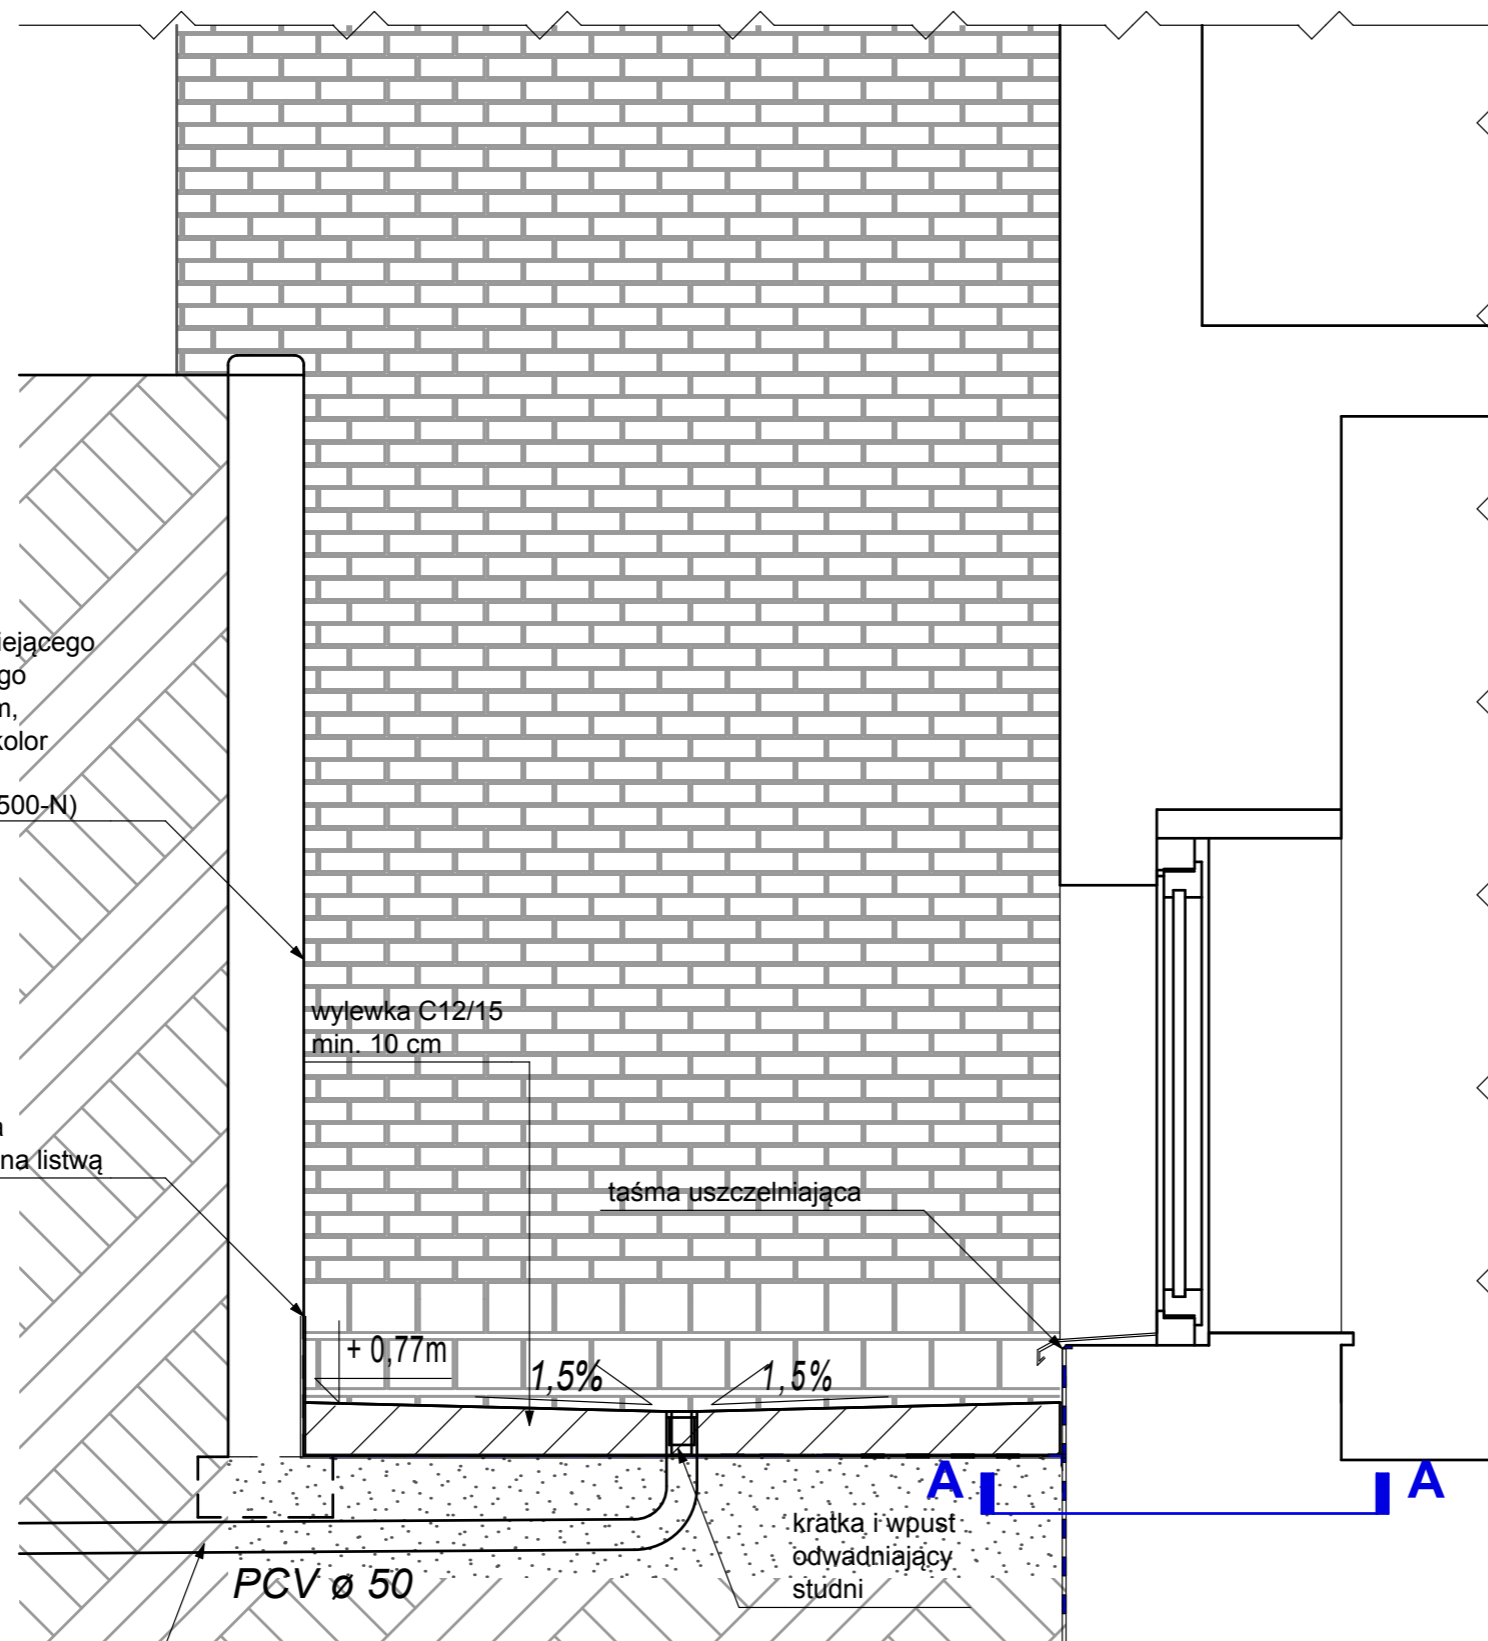 iejącego
go
m,
kolor
500-N)
wylewka C12/15
min. 10 cm
a
na listwą
taśma uszczelniająca
+ 0,77m
1,5%
1,5%
A
A
kratka i wpust
odwadniający
studni
PCV ø 50